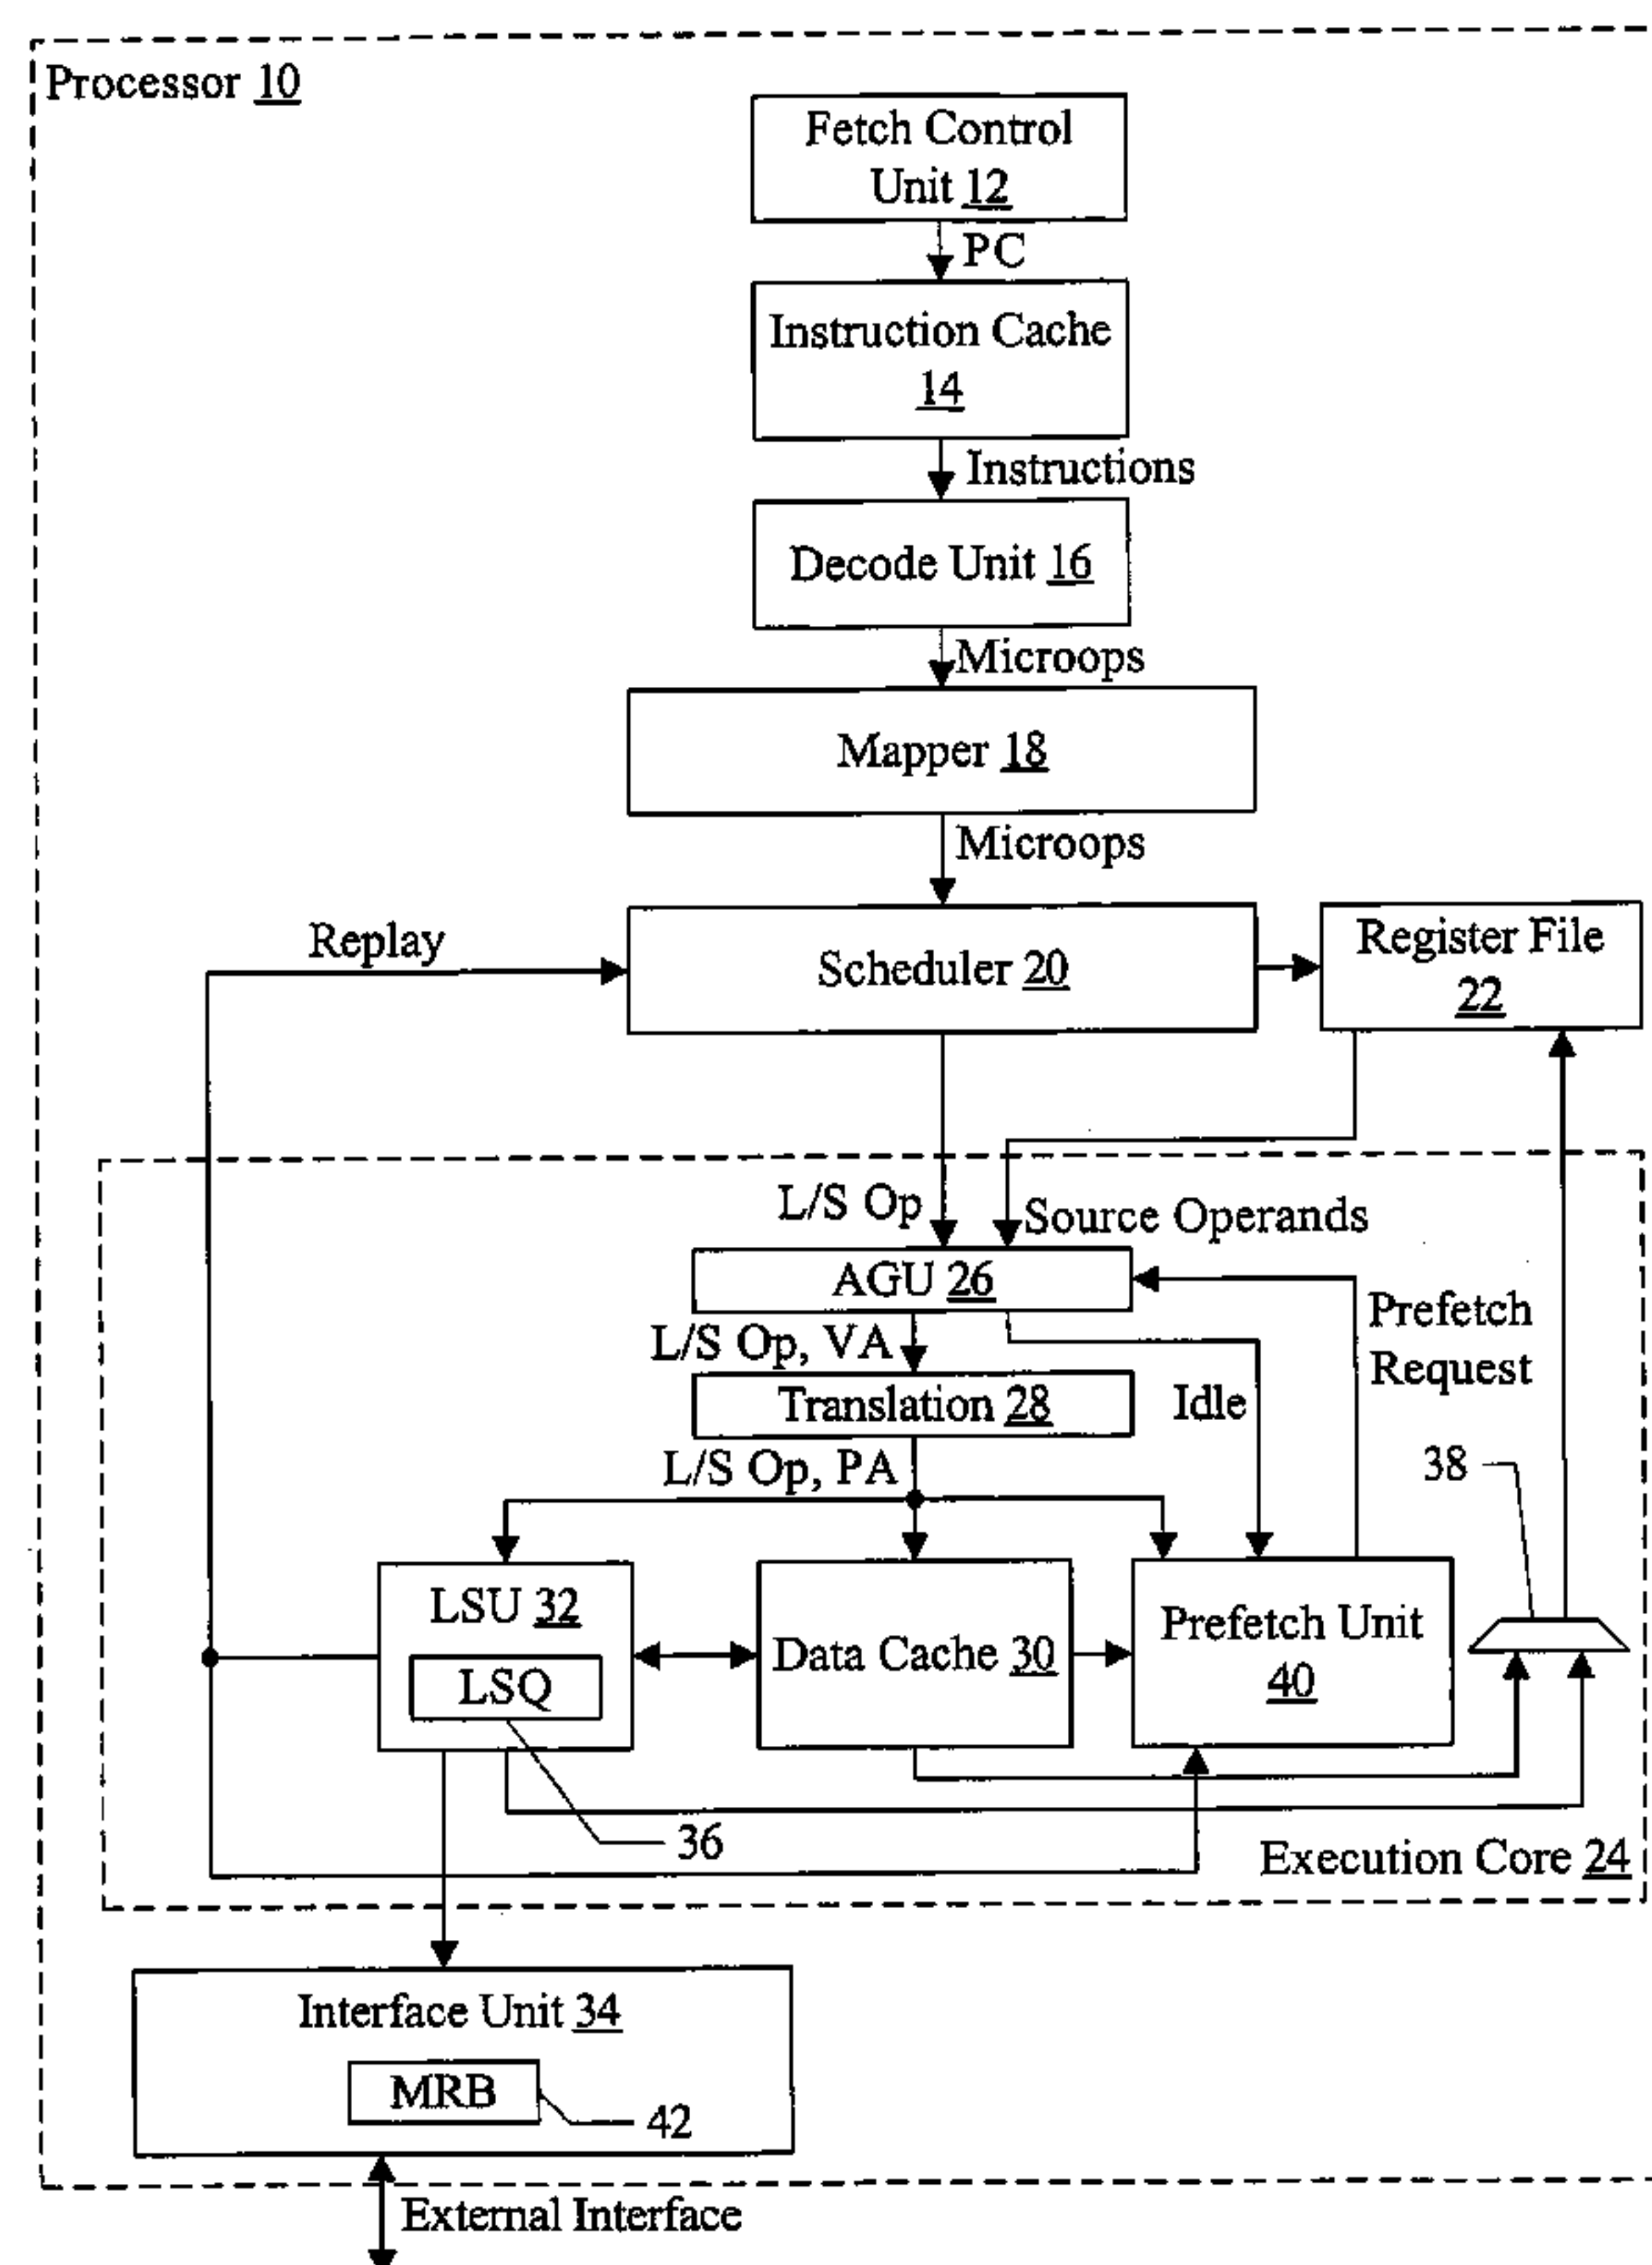 Processor 10
Fetch Control
Unit 12
PC
Instruction Cache
14
Instructions
Decode Unit 16
Microops
Mapper 18
Microops
Replay
Scheduler 20
Register File
22
L/S Op
Source Operands
AGU 26
Prefetch
Request
L/S Op, VA
Translation 28
Idle
L/S Op, PA
38
LSU 32
LSQ
Data Cache 30
Prefetch Unit
40
36
Execution Core 24
Interface Unit 34
MRB
42
External Interface